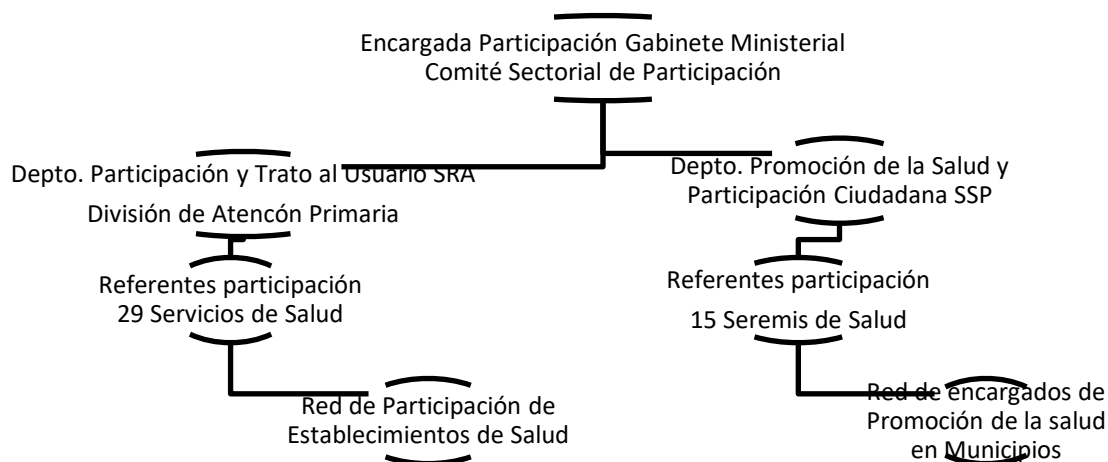 Encargada Participación Gabinete Ministerial
Comité Sectorial de Participación
Depto. Participación y Trato al Usuario SRA
División de Atencón Primaria
Depto. Promoción de la Salud y
Participación Ciudadana SSP
Referentes participación
29 Servicios de Salud
Referentes participación
15 Seremis de Salud
Red de Participación de
Establecimientos de Salud
Red de encargados de
Promoción de la salud
en Municipios